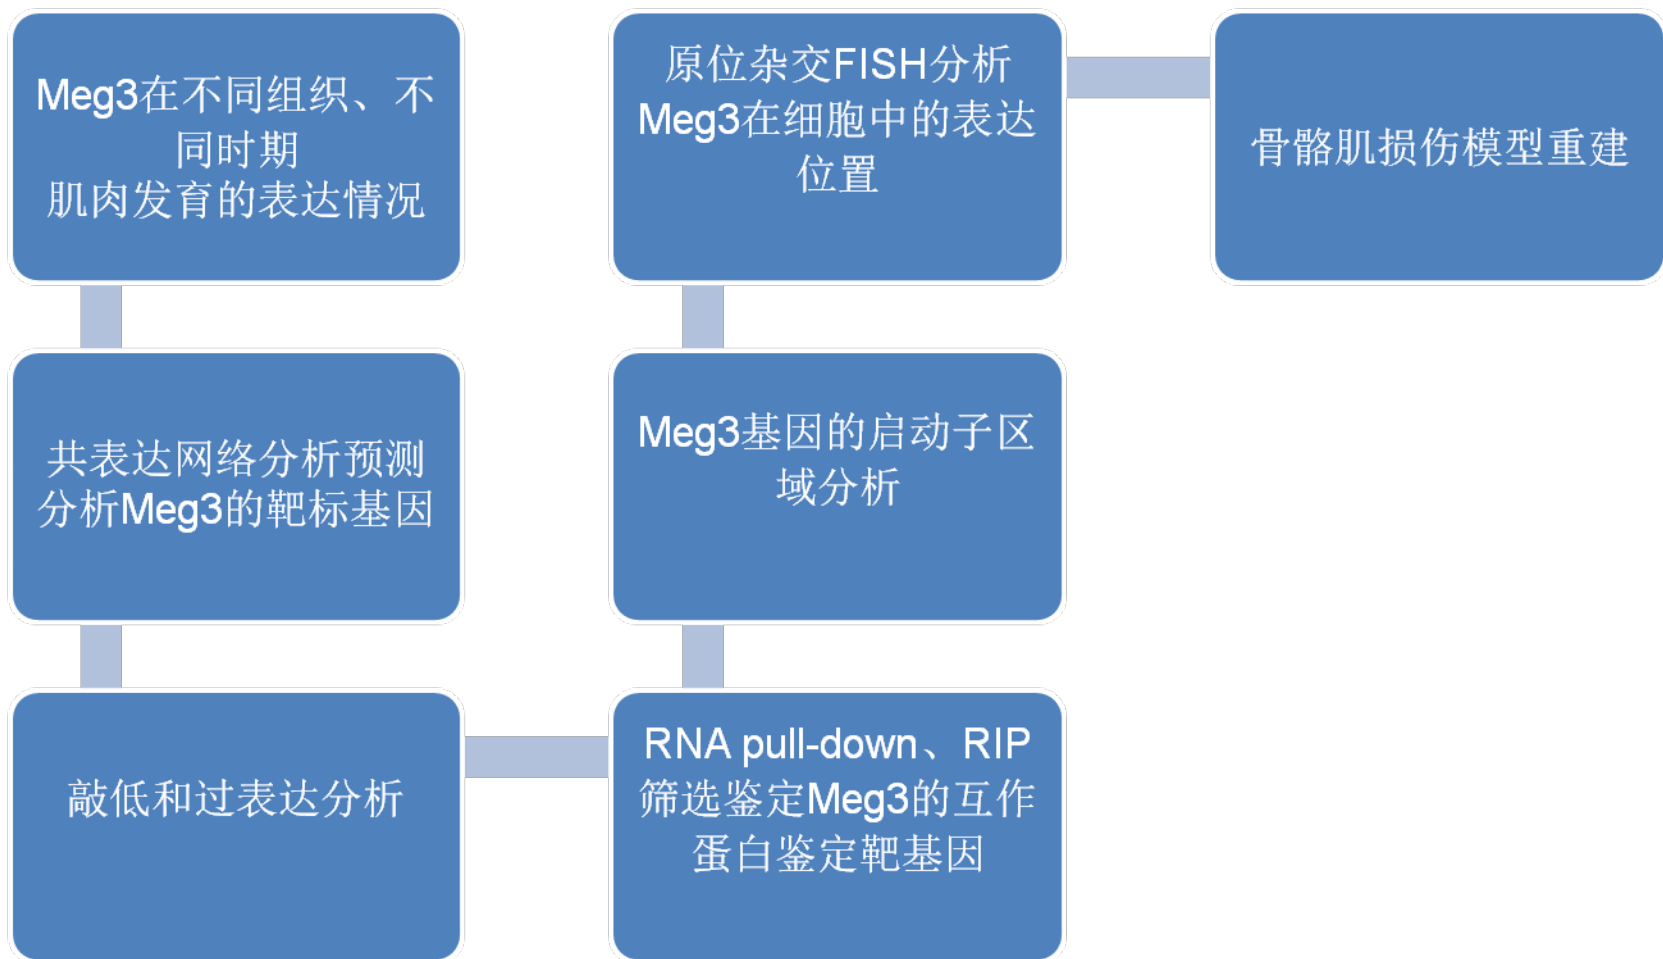 Meg3在不同组织、不
同时期
肌肉发育的表达情况
共表达网络分析预测
分析Meg3的靶标基因
敲低和过表达分析
RNA pull-down、RIP
筛选鉴定Meg3的互作
蛋白鉴定靶基因
Meg3基因的启动子区
域分析
原位杂交FISH分析
Meg3在细胞中的表达
位置
骨骼肌损伤模型重建